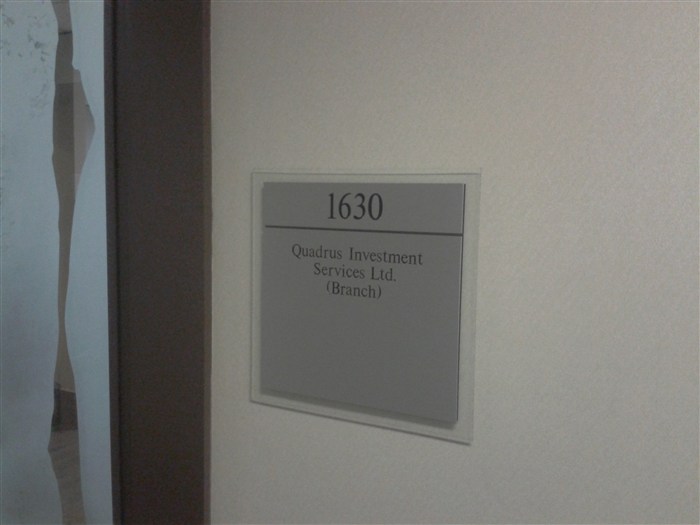 1630
Quadrus Investment
Services Ltd.
(Branch)